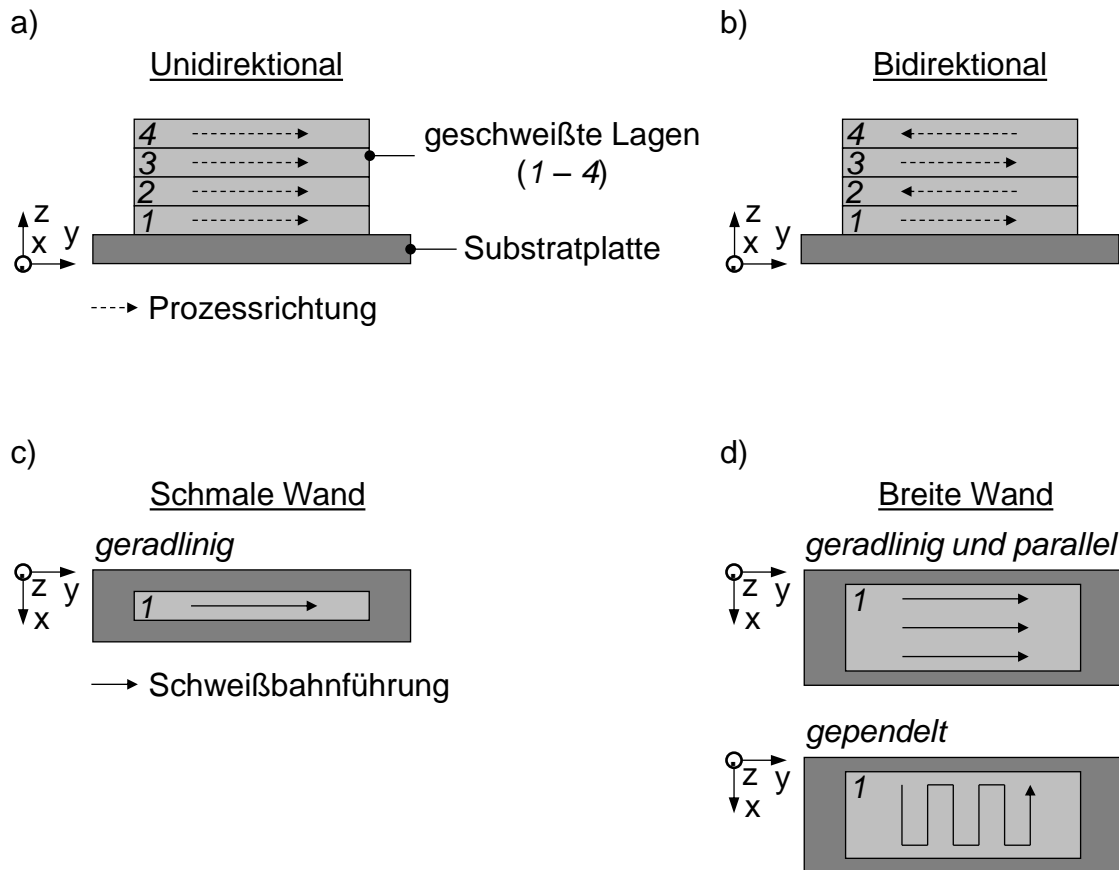 a)
Unidirektional
4
3
2
1
geschweißte Lagen
(1 – 4)
Substratplatte
z
x y
Prozessrichtung
b)
Bidirektional
4
3
2
1
z
x y
c)
Schmale Wand
geradlinig
z y
x
1
Schweißbahnführung
d)
Breite Wand
geradlinig und parallel
z y
x
1
gependelt
z y
x
1